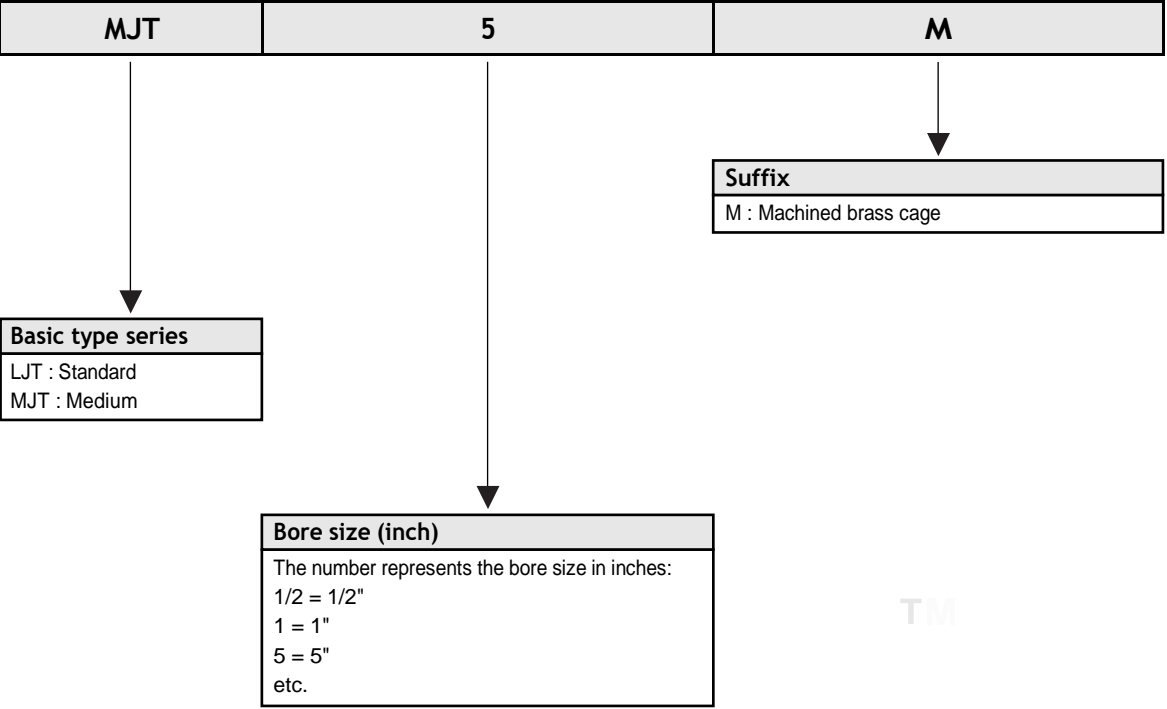 MJT 5 M
Suffix
M : Machined brass cage
Basic type series
LJT : Standard
MJT : Medium
Bore size (inch)
The number represents the bore size in inches:
1/2 = 1/2"
1 = 1"
5 = 5"
etc.
TM